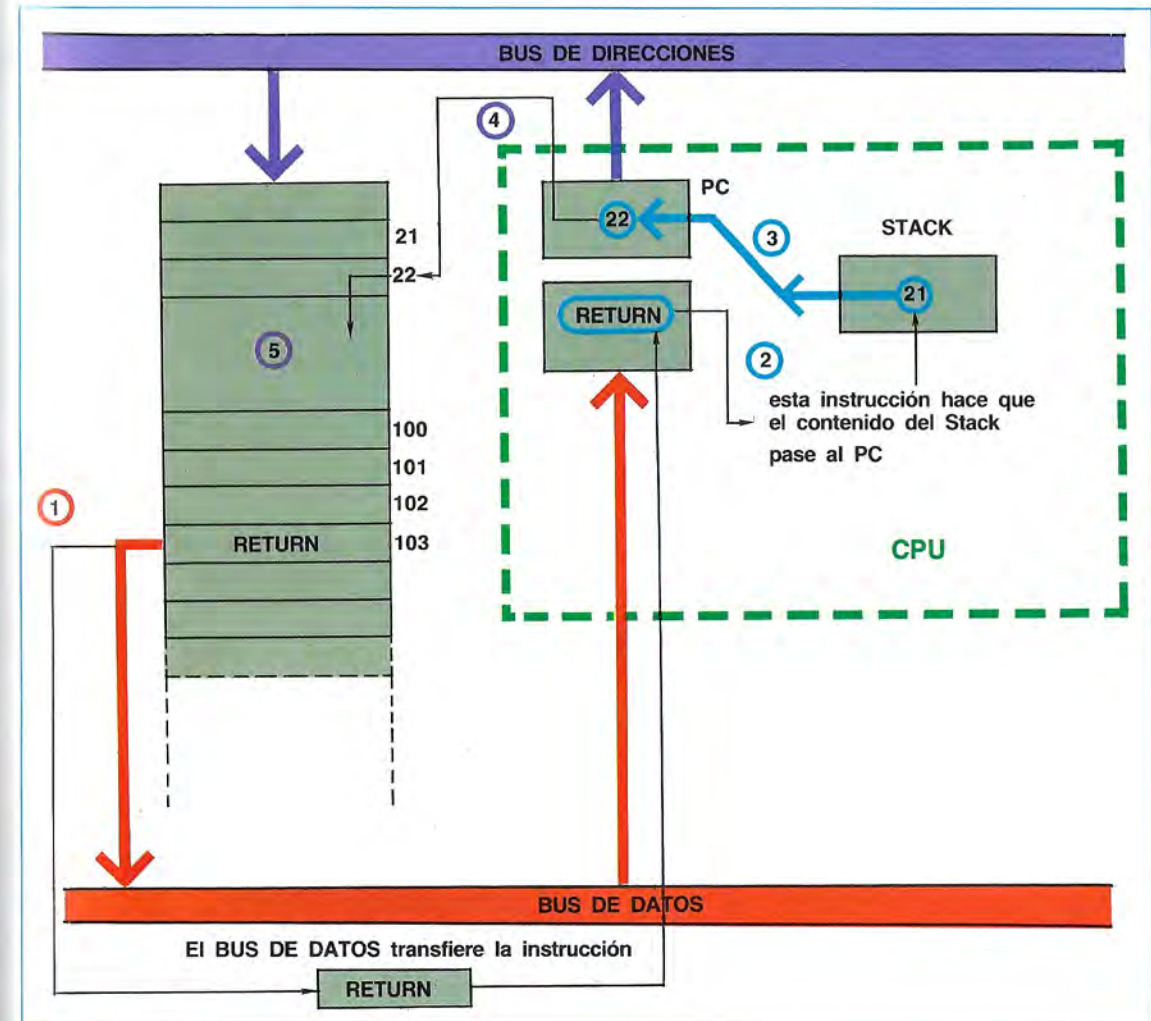 BUS DE DIRECCIONES
4
PC
22
3
STACK
21
21
22
RETURN
2
5
esta instrucción hace que
el contenido del Stack
pase al PC
100
101
102
1
RETURN
103
CPU
BUS DE DATOS
El BUS DE DATOS transfiere la instrucción
RETURN